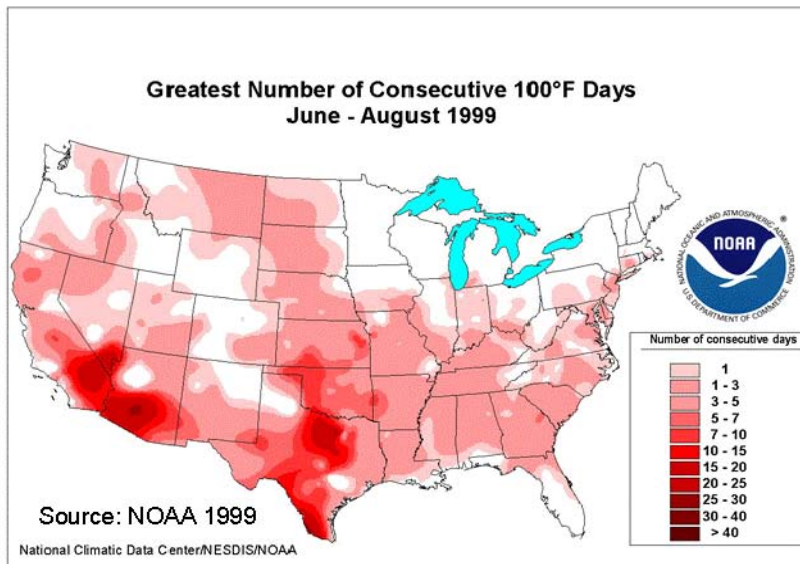 Greatest Number of Consecutive 100°F Days
June - August 1999
NATIONAL OCEANIC AND ATMOSPHERIC ADMINISTRATION
NOAA
®
U.S. DEPARTMENT OF COMMERCE
Number of consecutive days
1
1 - 3
3 - 5
5 - 7
7 - 10
10 - 15
15 - 20
20 - 25
25 - 30
30 - 40
> 40
Source: NOAA 1999
National Climatic Data Center/NESDIS/NOAA